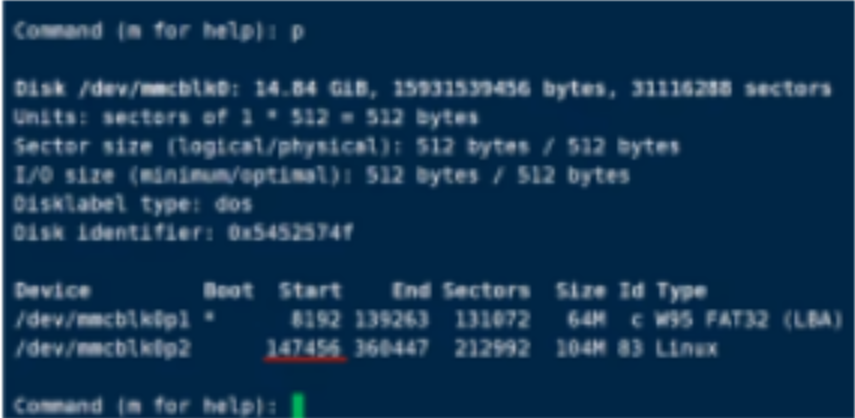 Command (m for help): p
Disk /dev/mmcblk0: 14.84 GiB, 15931539456 bytes, 31116288 sectors
Units: sectors of 1 * 512 = 512 bytes
Sector size (logical/physical): 512 bytes / 512 bytes
I/O size (minimum/optimal): 512 bytes / 512 bytes
Disklabel type: dos
Disk identifier: 0x5452574f
Device Boot Start End Sectors Size Id Type
/dev/mmcblk0p1 * 8192 139263 131072 64M c W95 FAT32 (LBA)
/dev/mmcblk0p2 147456 360447 212992 104M 83 Linux
Command (m for help):